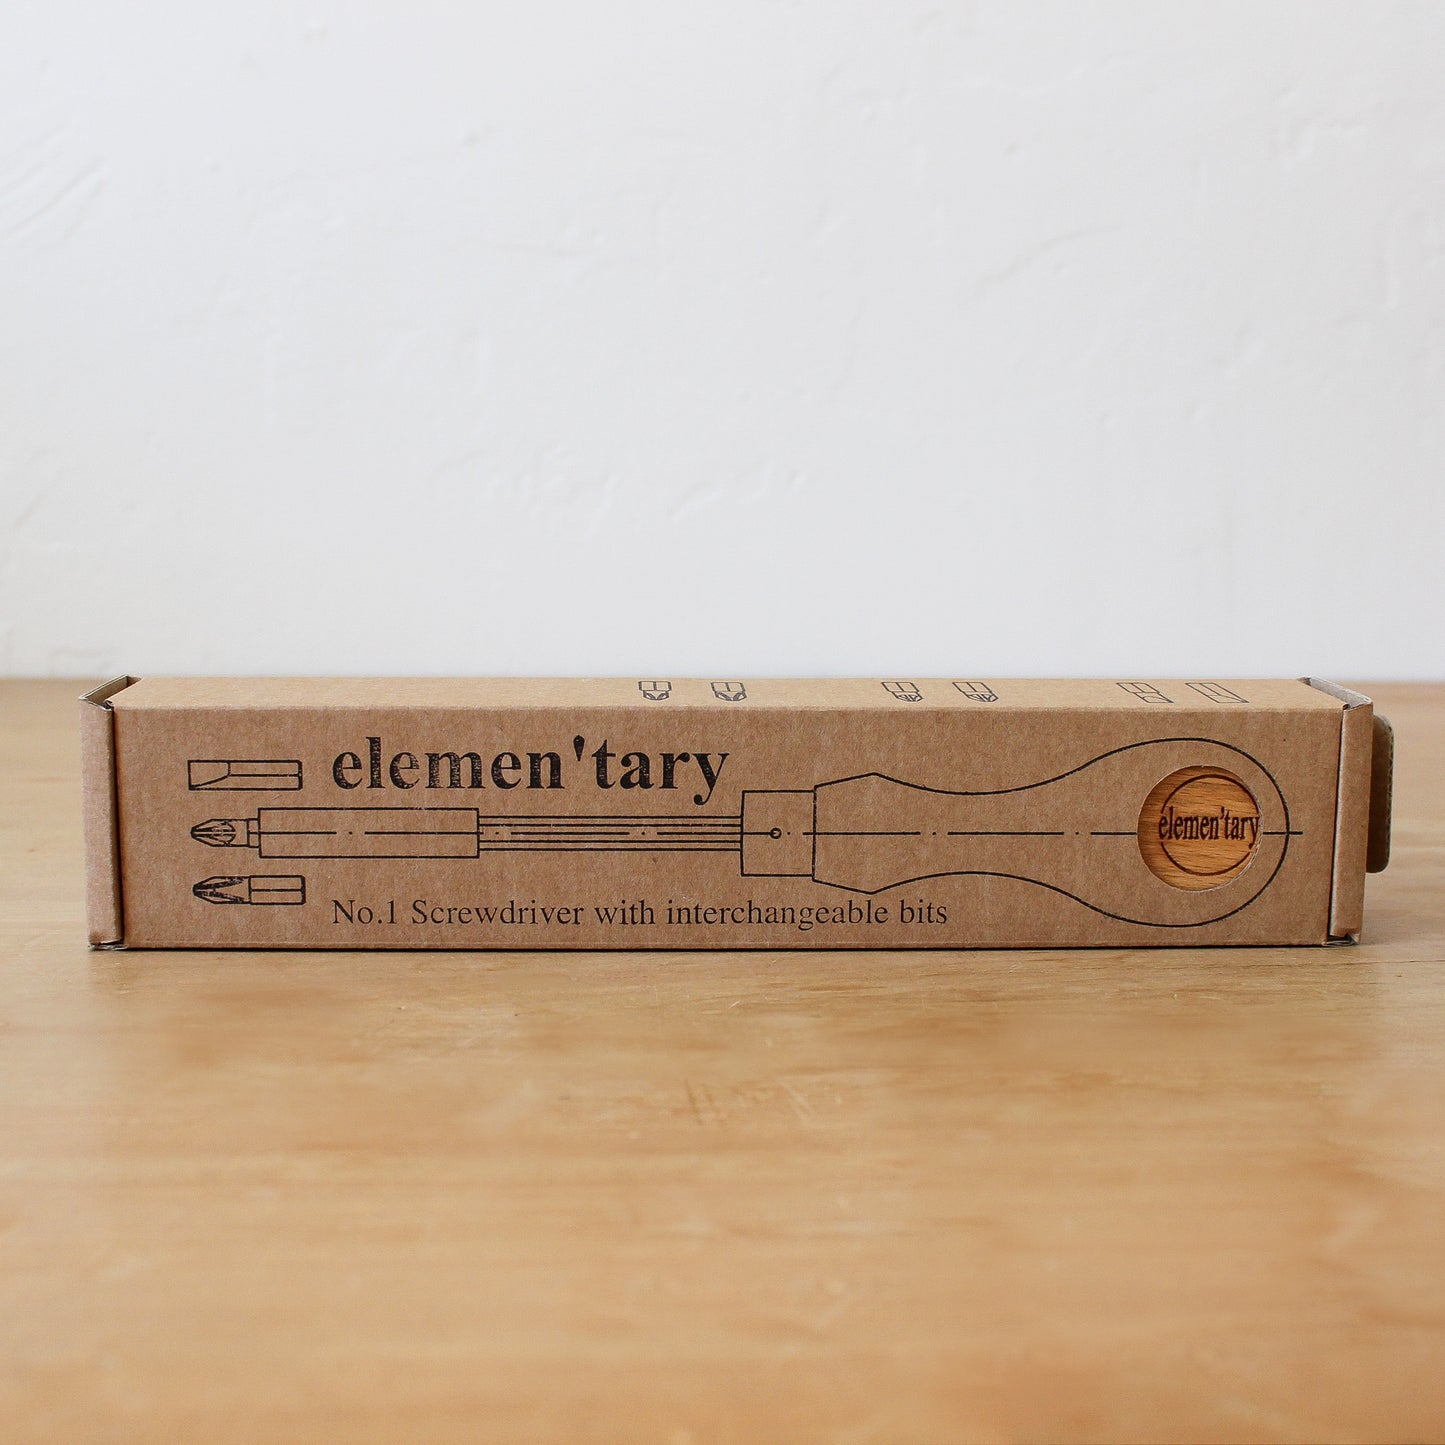 elemen'tary
elemen'tary
No.1 Screwdriver with interchangeable bits